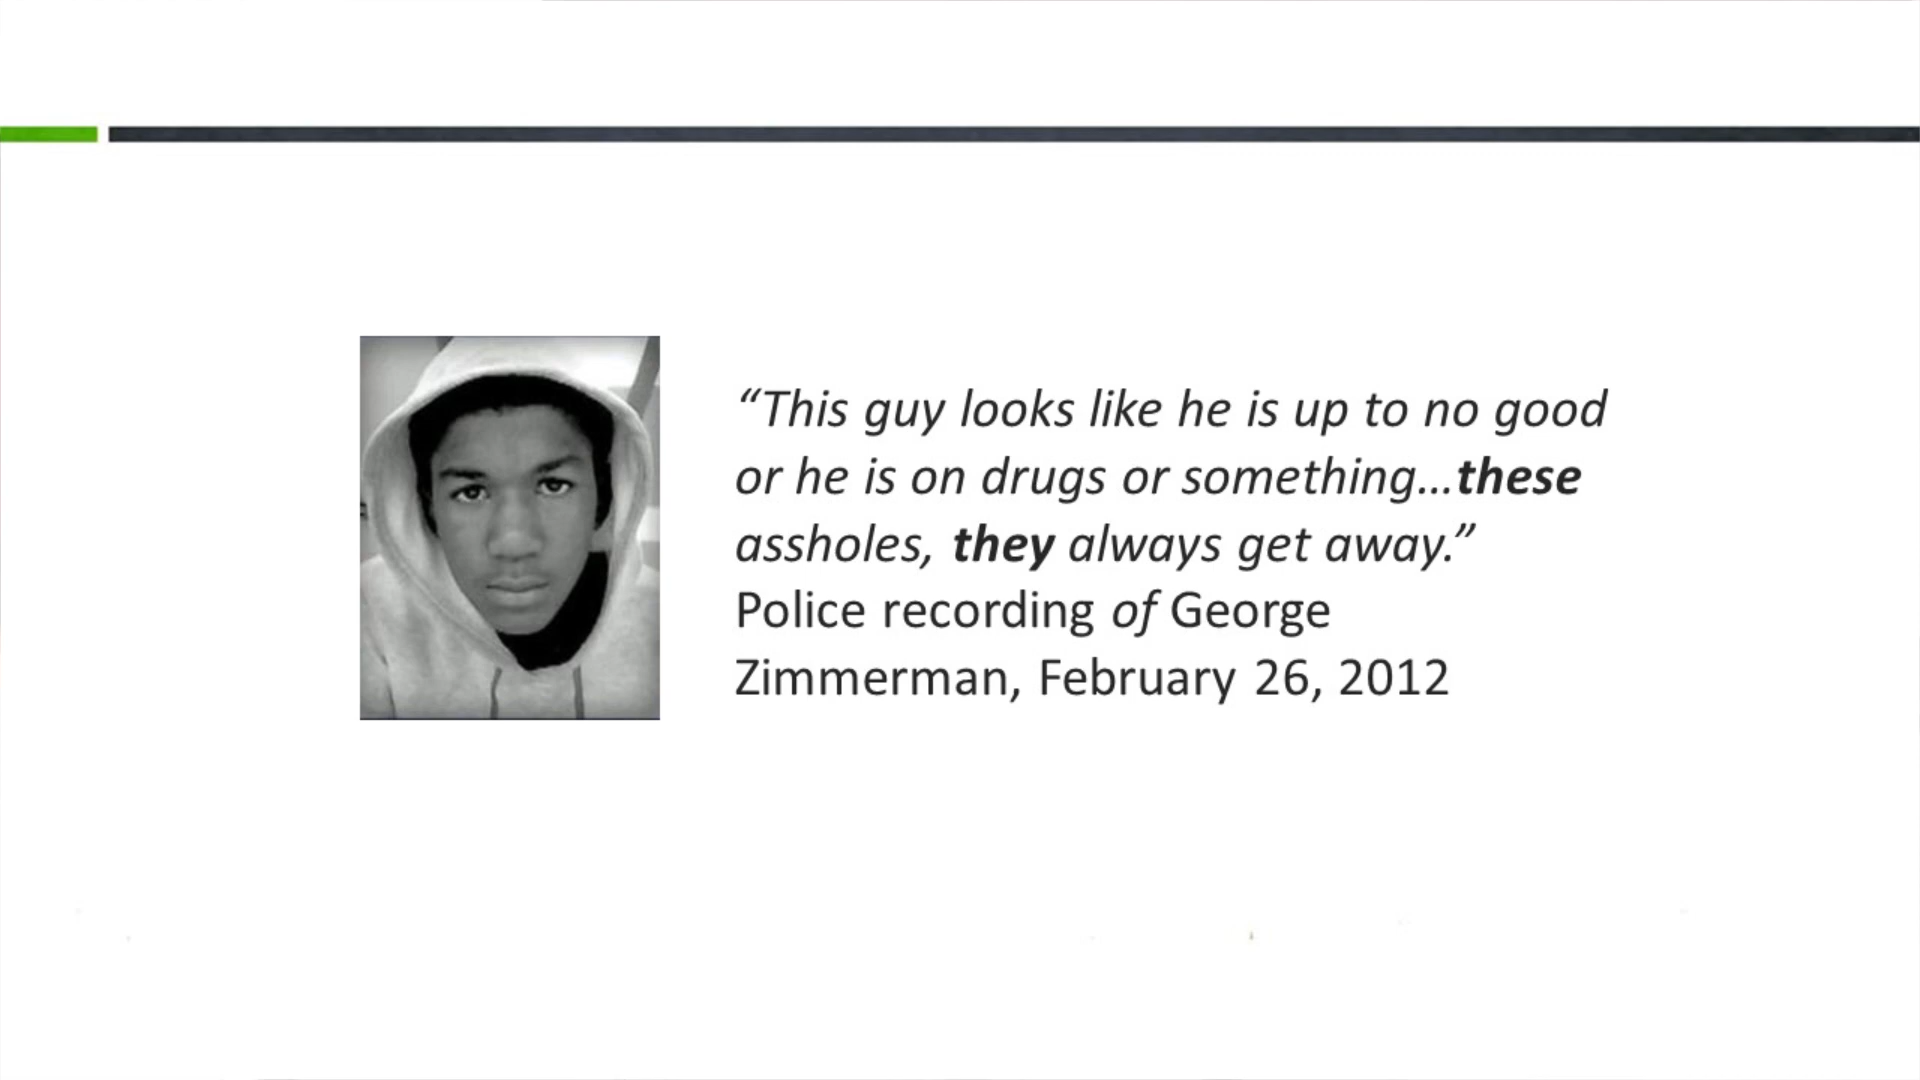 “This guy looks like he is up to no good
or he is on drugs or something…these
assholes, they always get away.”
Police recording of George
Zimmerman, February 26, 2012